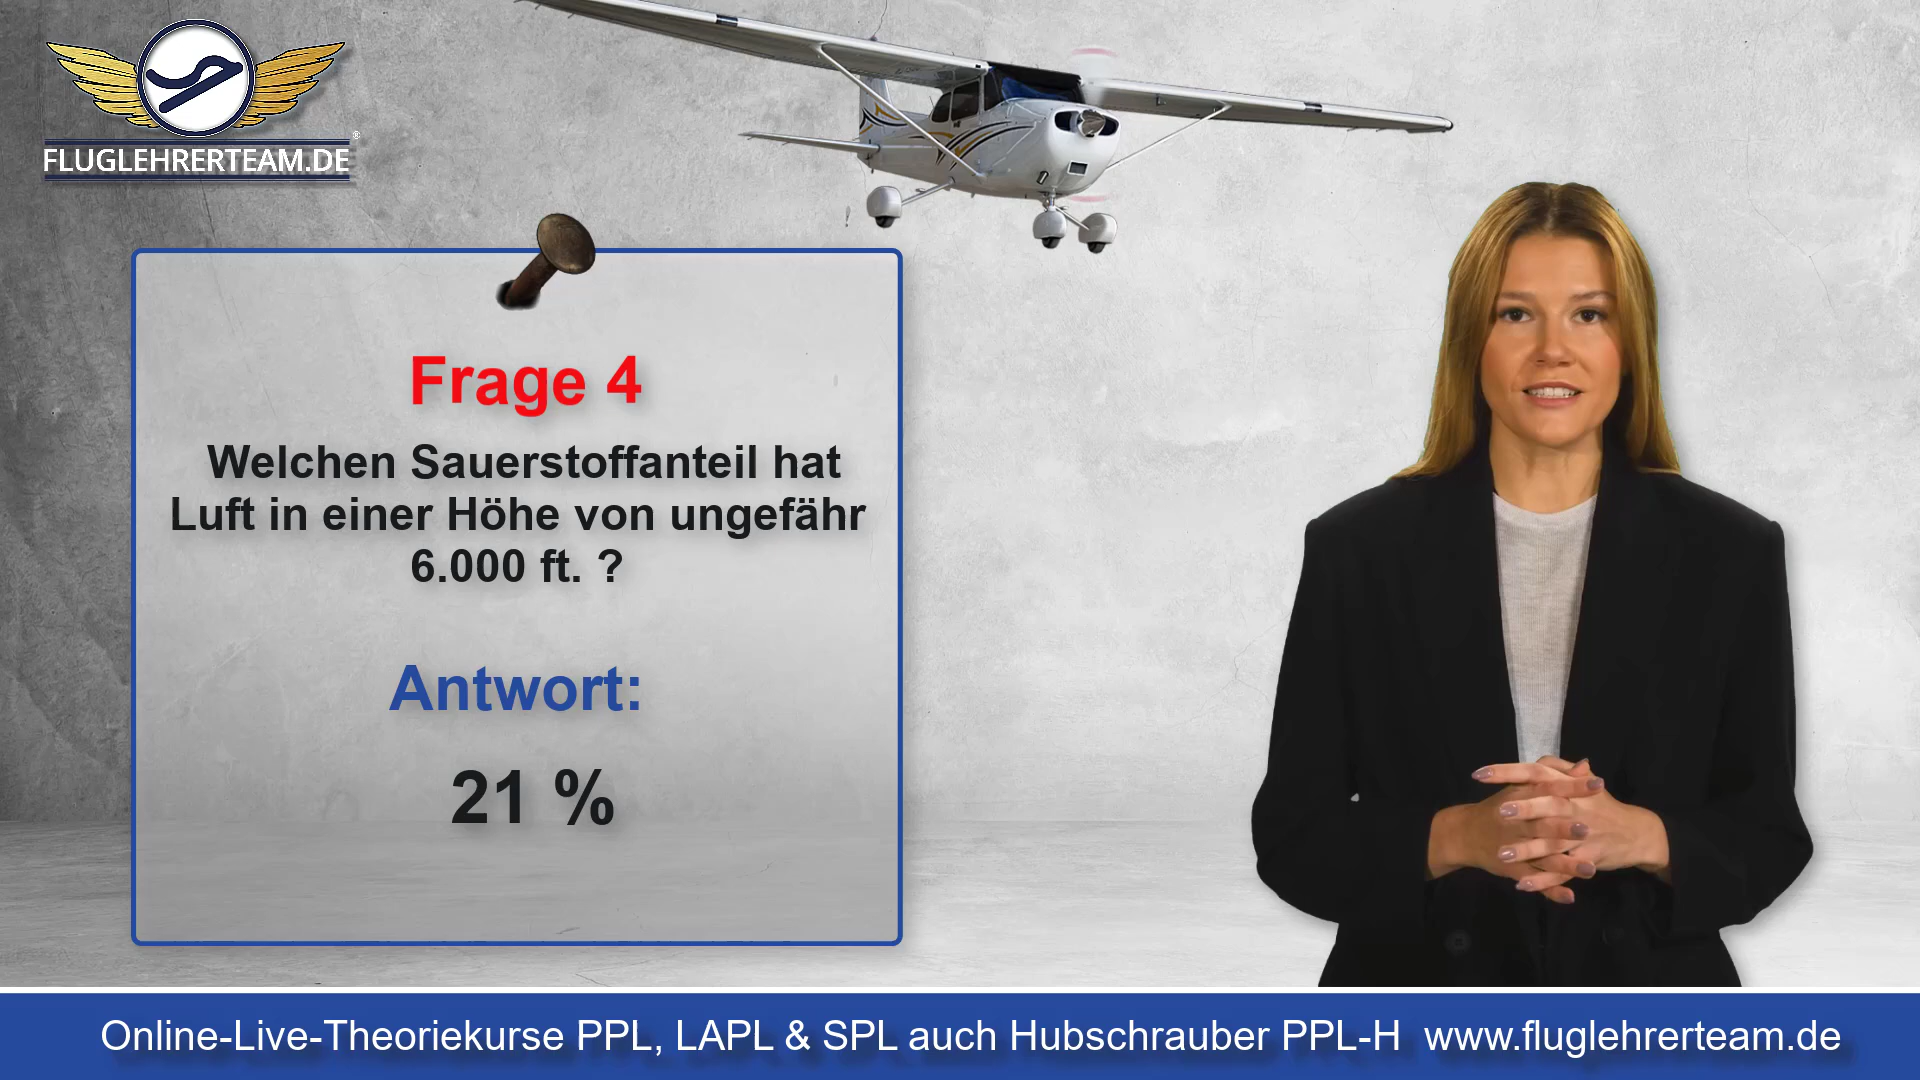 FLUGLEHRERTEAM.DE
®
Frage 4
Welchen Sauerstoffanteil hat
Luft in einer Höhe von ungefähr
6.000 ft. ?
Antwort:
21 %
Online-Live-Theoriekurse PPL, LAPL & SPL auch Hubschrauber PPL-H www.fluglehrerteam.de